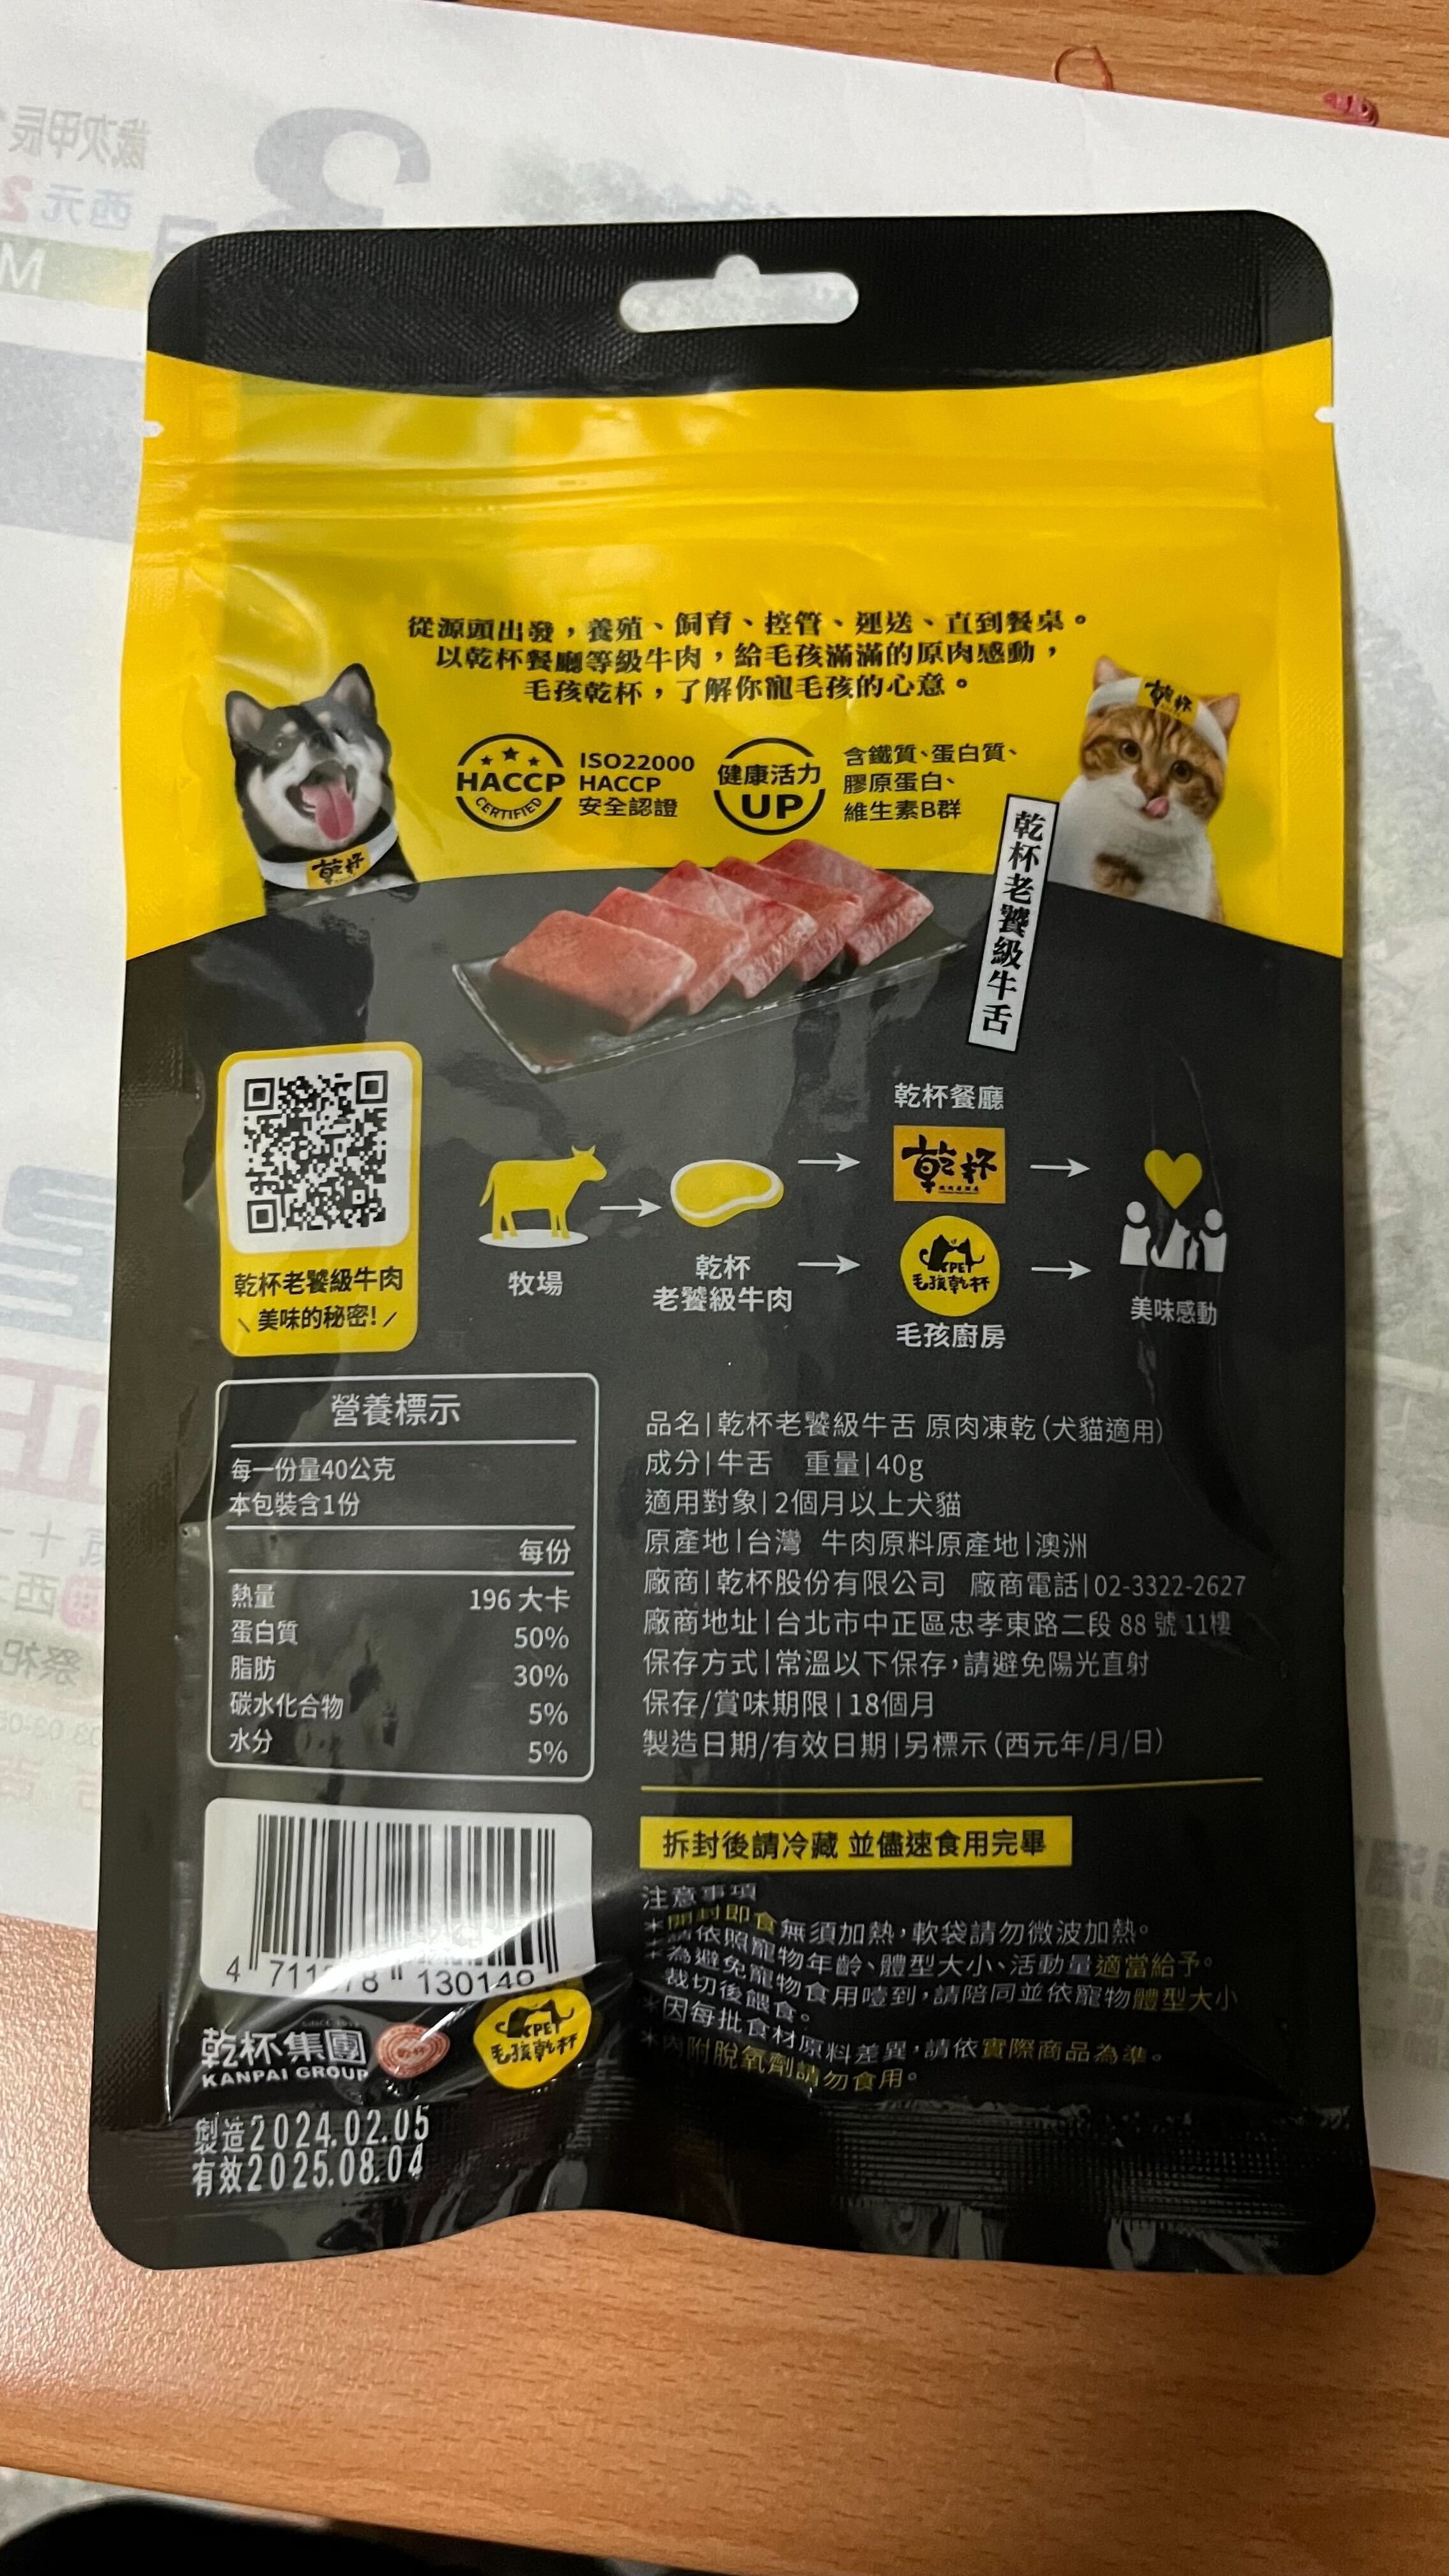 從源頭出發，養殖、飼育、控管、運送、直到餐桌。
以乾杯餐廳等級牛肉，給毛孩滿滿的原肉感動，
毛孩乾杯，了解你寵毛孩的心意。
HACCP
CERTIFIED
ISO22000
HACCP
安全認證
健康活力
UP
含鐵質、蛋白質、
膠原蛋白、
維生素B群
乾杯
乾杯
乾杯老饕級牛舌
乾杯老饕級牛肉
美味的秘密!
牧場
乾杯
老饕級牛肉
乾杯餐廳
乾杯
PET
毛孩乾杯
毛孩廚房
美味感動
營養標示
每一份量40公克
本包裝含1份
每份
熱量 196 大卡
蛋白質 50%
脂肪 30%
碳水化合物 5%
水分 5%
品名|乾杯老饕級牛舌 原肉凍乾(犬貓適用)
成分|牛舌 重量|40g
適用對象|2個月以上犬貓
原產地|台灣 牛肉原料原產地|澳洲
廠商|乾杯股份有限公司 廠商電話|02-3322-2627
廠商地址|台北市中正區忠孝東路二段 88 號 11樓
保存方式|常溫以下保存，請避免陽光直射
保存/賞味期限|18個月
製造日期/有效日期|另標示(西元年/月/日)
拆封後請冷藏 並儘速食用完畢
注意事項
*開封即食無須加熱，軟袋請勿微波加熱。
*請依照寵物年齡、體型大小、活動量適當給予。
*為避免寵物食用噎到，請陪同並依寵物體型大小
裁切後餵食。
*因每批食材原料差異，請依實際商品為準。
*內附脫氧劑請勿食用。
4 711 78 130140
乾杯集團
KANPAI GROUP
PET
毛孩乾杯
製造2024.02.05
有效2025.08.04
歲次甲辰
西元2
M